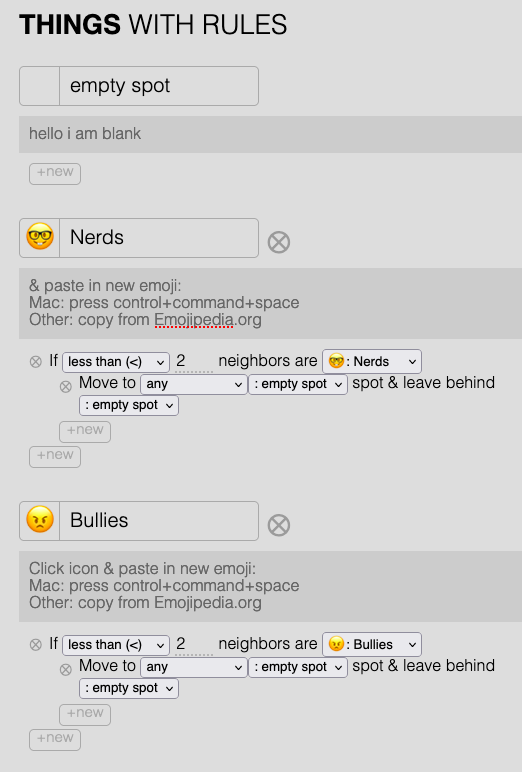 THINGS WITH RULES
empty spot
hello i am blank
+new
🤓 Nerds
& paste in new emoji:
Mac: press control+command+space
Other: copy from Emojipedia.org
If less than (<) 2 neighbors are 🤓: Nerds
Move to any : empty spot spot & leave behind
: empty spot
+new
+new
😠 Bullies
Click icon & paste in new emoji:
Mac: press control+command+space
Other: copy from Emojipedia.org
If less than (<) 2 neighbors are 😠: Bullies
Move to any : empty spot spot & leave behind
: empty spot
+new
+new